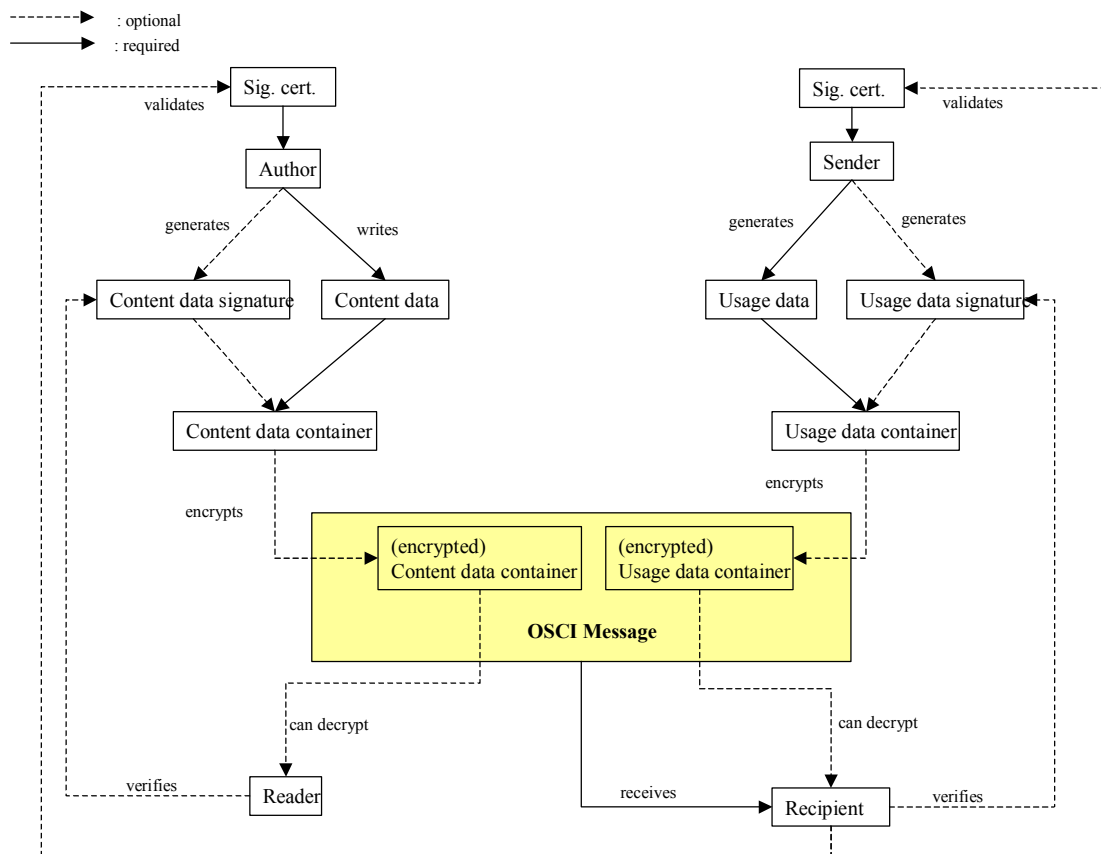 : optional
: required
Sig. cert.
Sig. cert.
validates
validates
Author
Sender
generates
writes
generates
generates
Content data signature
Content data
Usage data
Usage data signature
Content data container
Usage data container
encrypts
encrypts
(encrypted)
Content data container
(encrypted)
Usage data container
OSCI Message
can decrypt
can decrypt
verifies
Reader
receives
Recipient
verifies